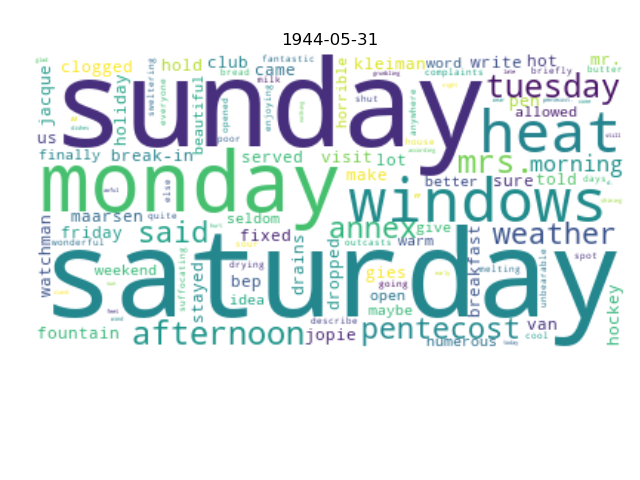 1944-05-31
sunday
monday
saturday
windows
heat
tuesday
afternoon
pentecost
weather
annex
said
mrs.
morning
clogged
hold
club
came
fantastic
bread
milk
kleiman
word
write
hot
mr.
butter
grumbling
complaints
late
briefly
jacque
holiday
sweltering
everyone
beautiful
opened
poor
enjoying
horrible
shut
anywhere
pen
allowed
us
finally
break-in
served
visit
lot
house
according
make
better
sure
told
days
watchman
maarsen
quite
else
seldom
friday
wonderful
fixed
give
outcasts
warm
breakfast
spot
weekend
suffocating
stayed
drying
bep
idea
drains
dropped
gies
going
open
maybe
melting
unbearable
hockey
fountain
jopie
describe
numerous
van
cool
today